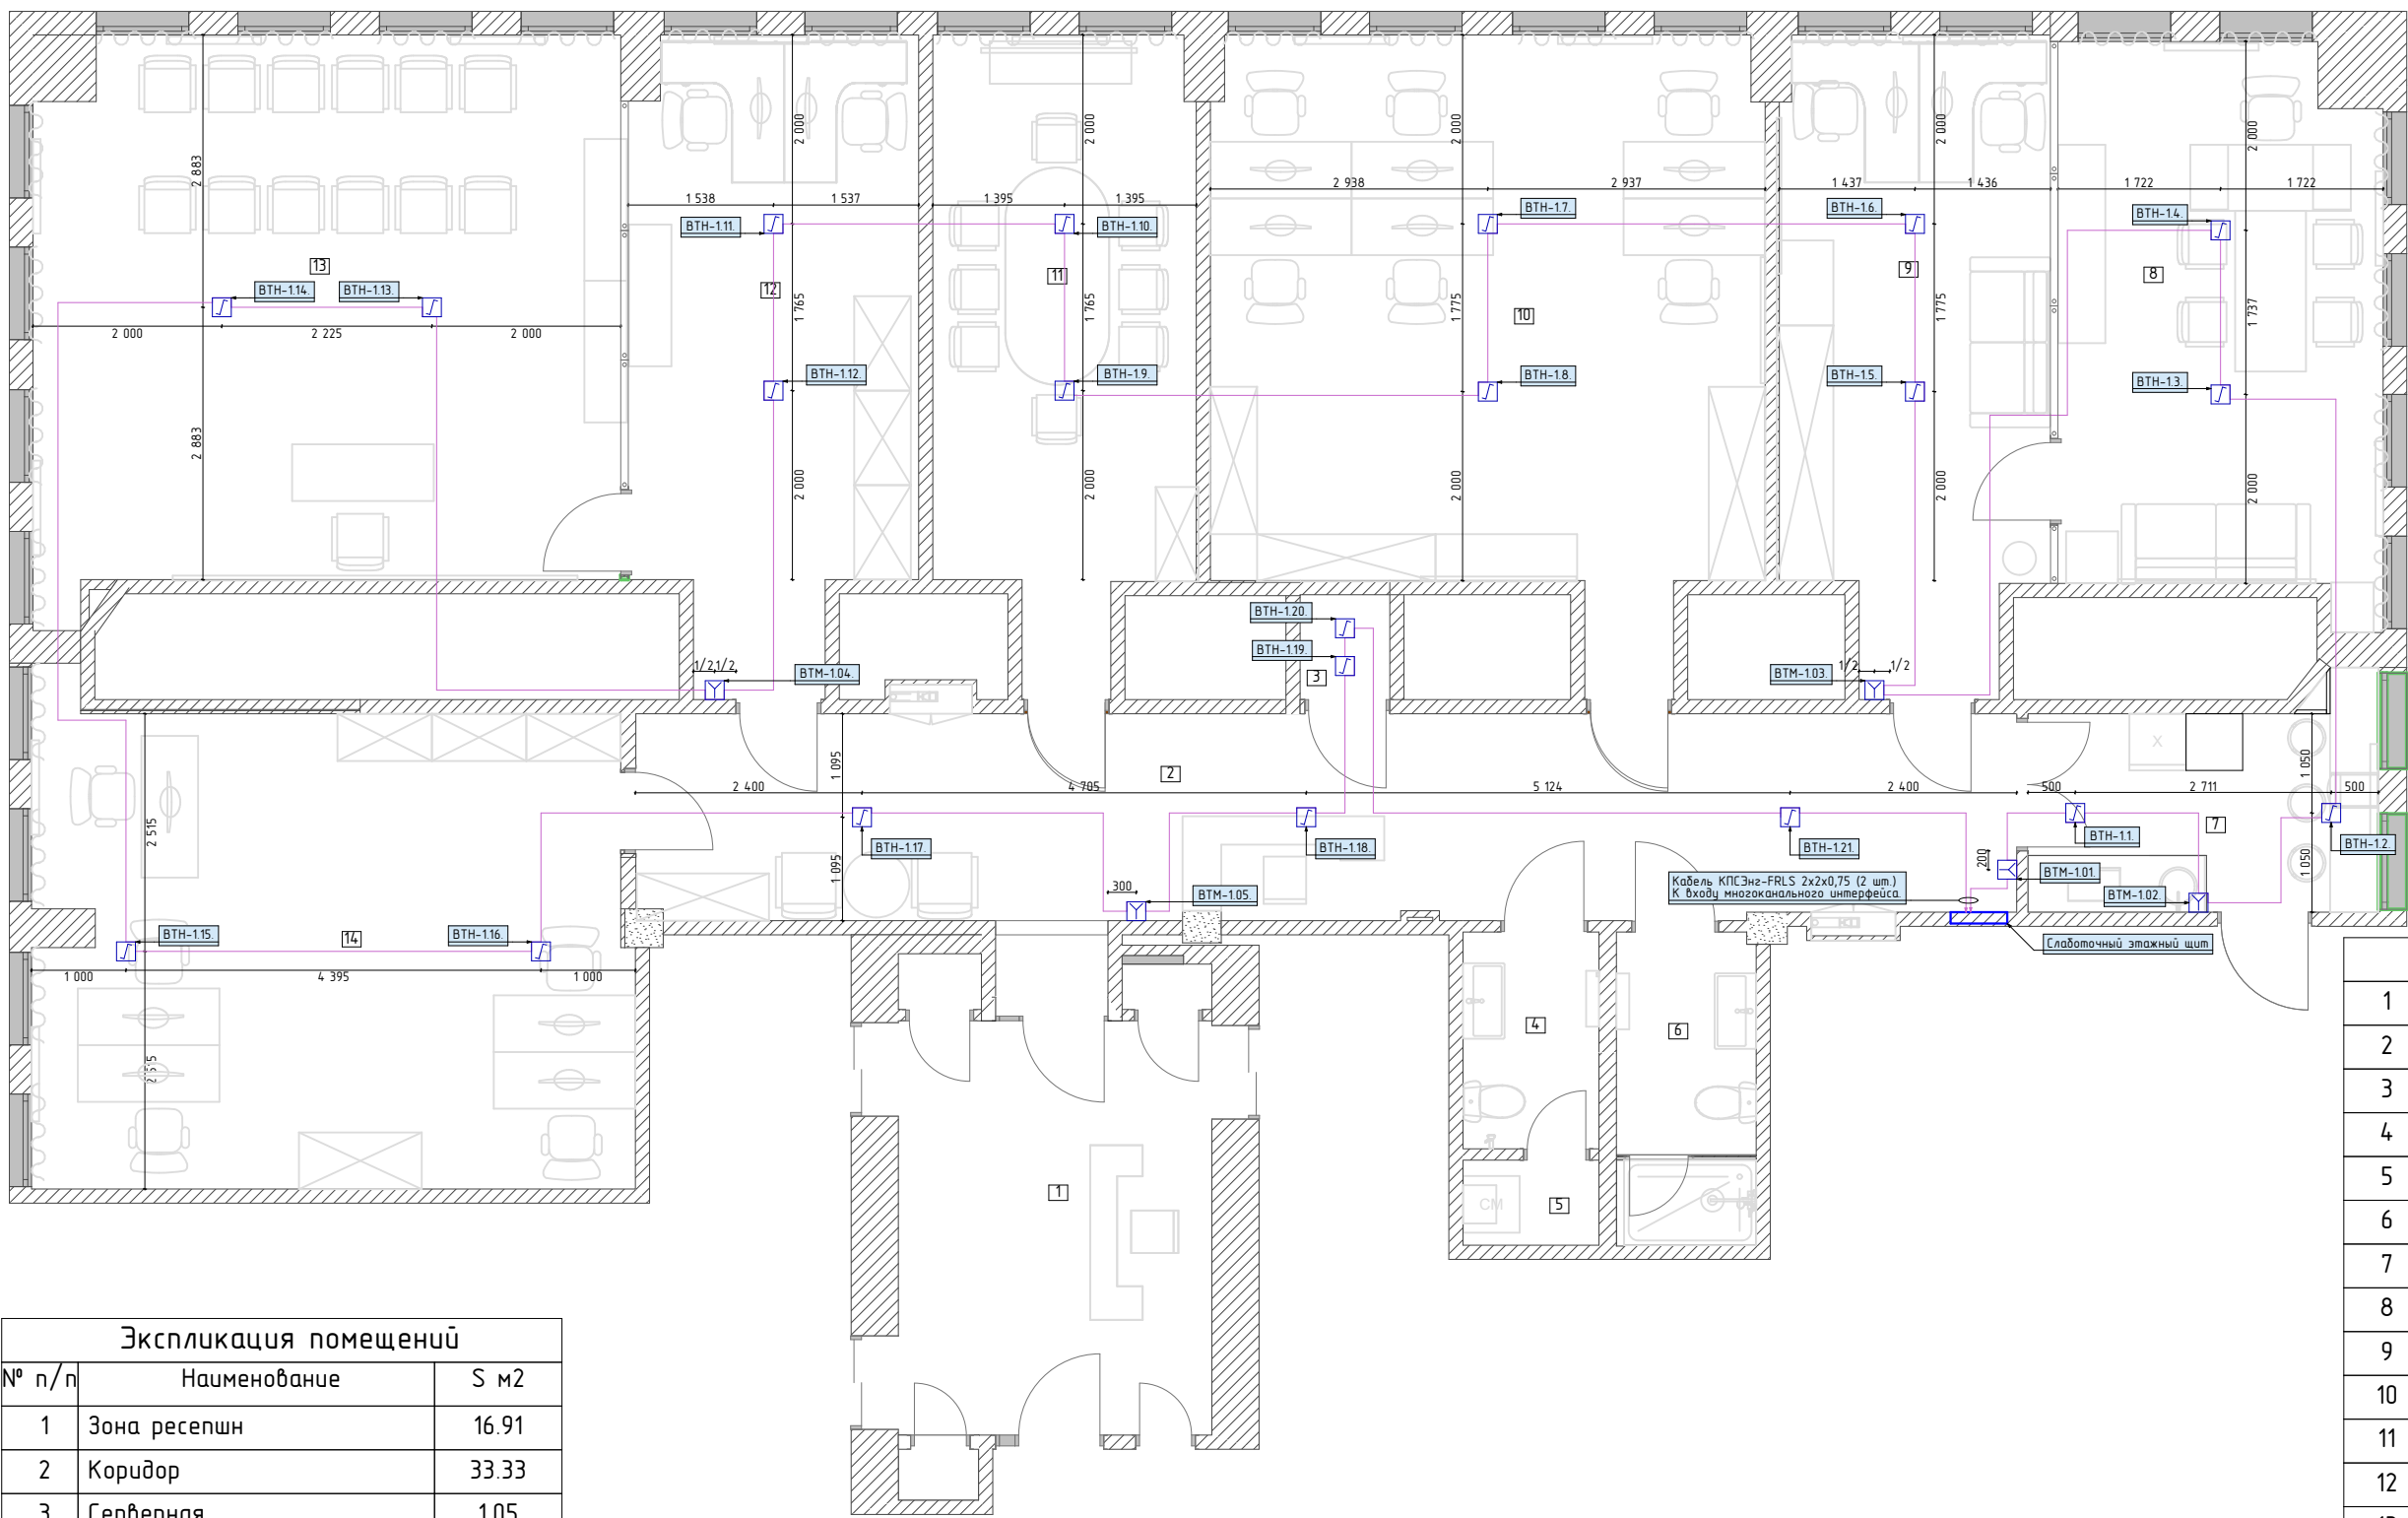 2 883
2 000
2 000
2 000
2 000
2 000
1 538
1 537
1 395
1 395
2 938
2 937
1 437
1 436
1 722
1 722
ВТН-1.11.
ВТН-1.10.
ВТН-1.7.
ВТН-1.6.
ВТН-1.4.
13
12
11
10
9
8
ВТН-1.14.
ВТН-1.13.
1 765
1 765
1 775
1 775
1 737
2 000
2 225
2 000
ВТН-1.12.
ВТН-1.9.
ВТН-1.8.
ВТН-1.5.
ВТН-1.3.
2 883
2 000
2 000
2 000
2 000
2 000
ВТН-1.20.
ВТН-1.19.
3
1/2
1/2
ВТМ-1.04.
ВТМ-1.03.
1/2
1/2
X
2
1 095
1 050
2 400
4 705
5 124
2 400
500
2 711
500
2 515
ВТН-1.17.
ВТН-1.18.
ВТН-1.21.
ВТН-1.1.
7
ВТН-1.2.
1 095
200
1 050
300
ВТМ-1.05.
Кабель КПСЭнг-FRLS 2х2х0,75 (2 шт.)
К входу многоканального интерфейса.
ВТМ-1.01.
ВТМ-1.02.
ВТН-1.15.
14
ВТН-1.16.
Слаботочный этажный щит
1 000
4 395
1 000
2 515
4
6
1
5
СМ
Экспликация помещений
№ п/п Наименование S м2
1 Зона ресепшн 16.91
2 Коридор 33.33
3 Серверная 1.05
1
2
3
4
5
6
7
8
9
10
11
12